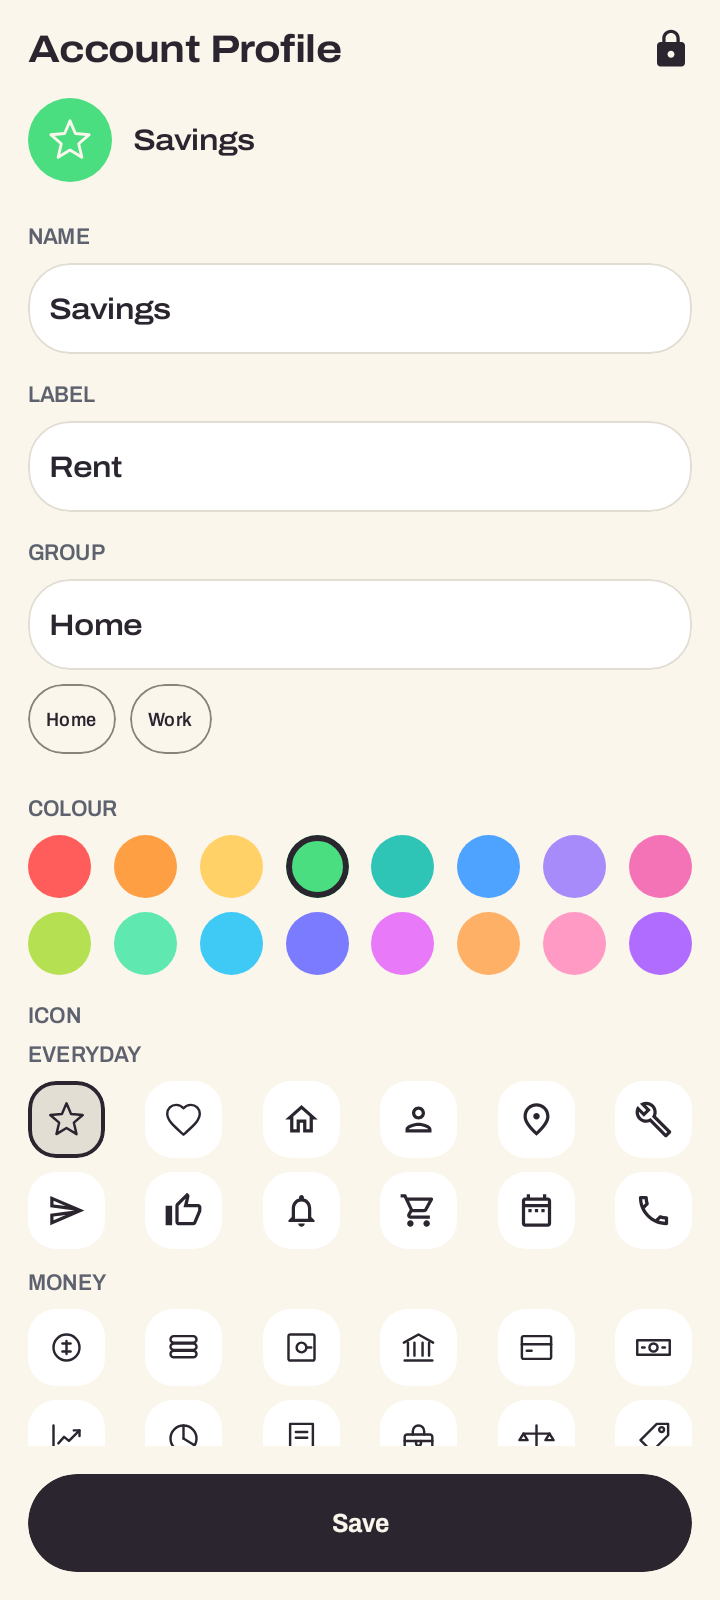 Account Profile
Savings
NAME
Savings
LABEL
Rent
GROUP
Home
Home Work
COLOUR
ICON
EVERYDAY
MONEY
Save